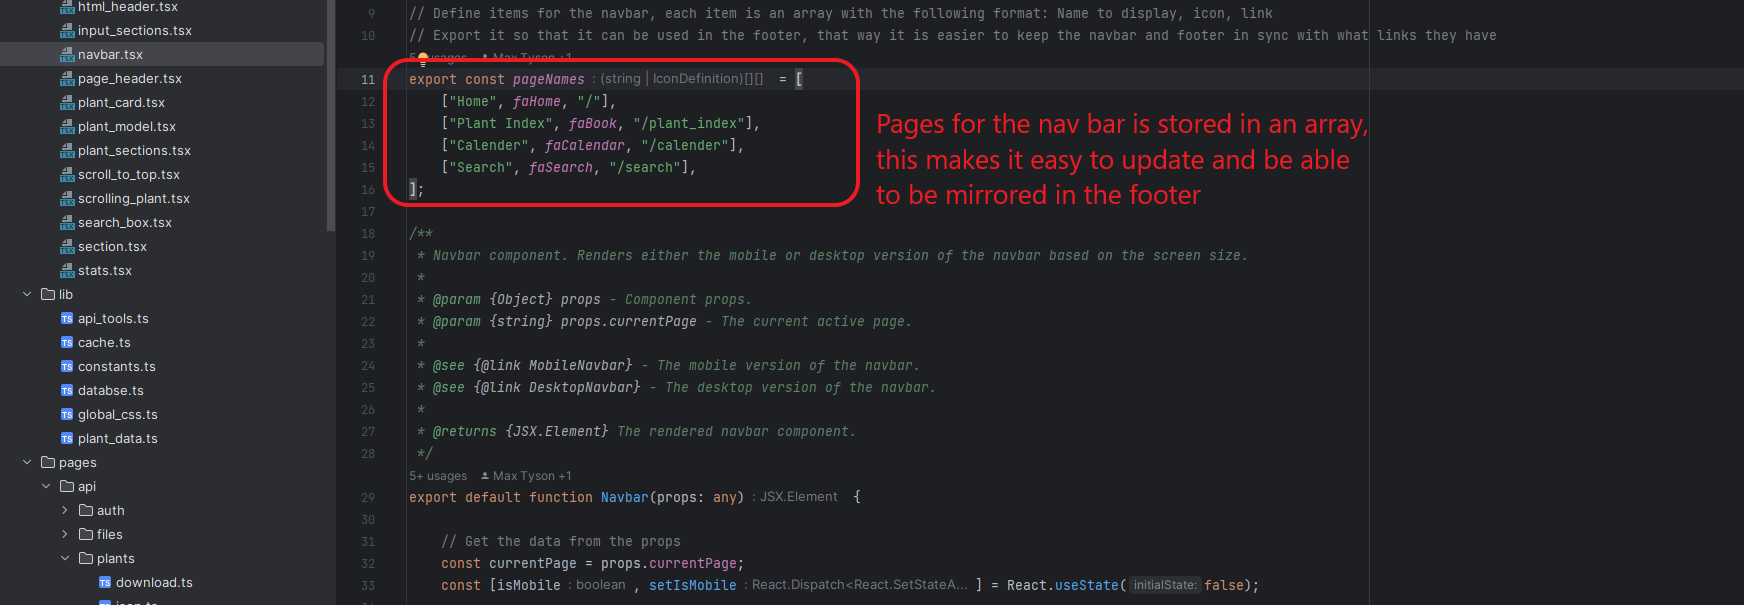 html_header.tsx
input_sections.tsx
navbar.tsx
page_header.tsx
plant_card.tsx
plant_model.tsx
plant_sections.tsx
scroll_to_top.tsx
scrolling_plant.tsx
search_box.tsx
section.tsx
stats.tsx
lib
api_tools.ts
cache.ts
constants.ts
databse.ts
global_css.ts
plant_data.ts
pages
api
auth
files
plants
download.ts
json.ts
9 // Define items for the navbar, each item is an array with the following format: Name to display, icon, link
10 // Export it so that it can be used in the footer, that way it is easier to keep the navbar and footer in sync with what links they have
5 usages Max Tyson +1
11 export const pageNames : (string | IconDefinition)[][] = [
12 ["Home", faHome, "/"],
13 ["Plant Index", faBook, "/plant_index"],
14 ["Calender", faCalendar, "/calender"],
15 ["Search", faSearch, "/search"],
16 ];
Pages for the nav bar is stored in an array,
this makes it easy to update and be able
to be mirrored in the footer
17
18 /**
19 * Navbar component. Renders either the mobile or desktop version of the navbar based on the screen size.
20 *
21 * @param {Object} props - Component props.
22 * @param {string} props.currentPage - The current active page.
23 *
24 * @see {@link MobileNavbar} - The mobile version of the navbar.
25 * @see {@link DesktopNavbar} - The desktop version of the navbar.
26 *
27 * @returns {JSX.Element} The rendered navbar component.
28 */
5+ usages Max Tyson +1
29 export default function Navbar(props: any) : JSX.Element {
30
31 // Get the data from the props
32 const currentPage = props.currentPage;
33 const [isMobile : boolean , setIsMobile : React.Dispatch<React.SetStateA... ] = React.useState( initialState: false);